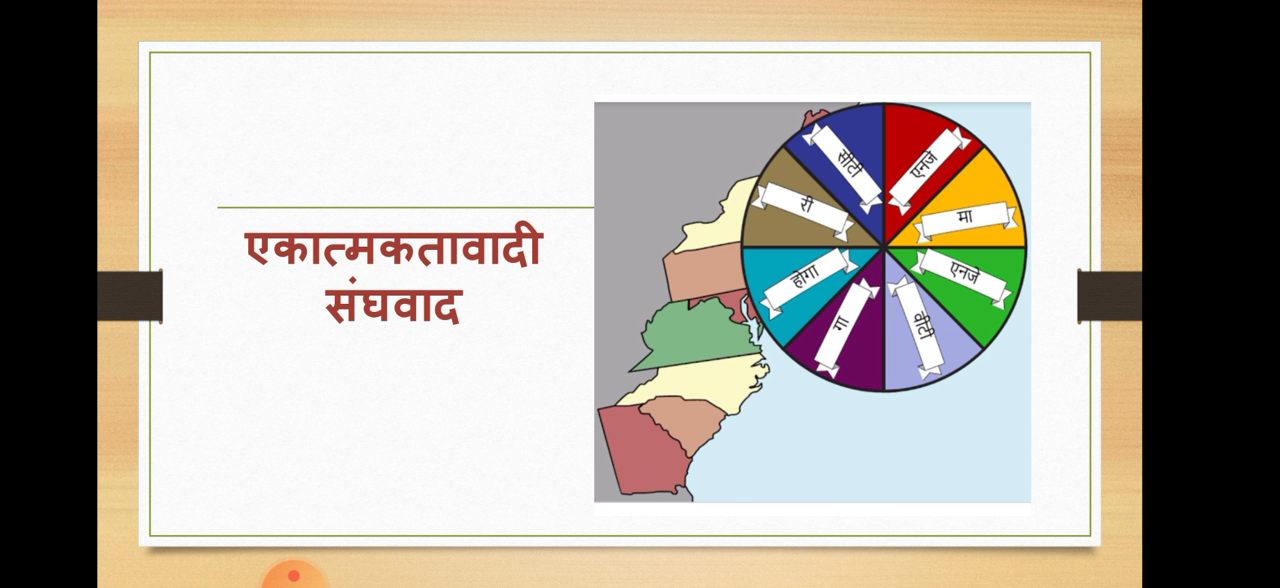 एकात्मकतावादी
संघवाद
सीटी
एनजे
री
मा
होगा
एनजे
गा
वीटी